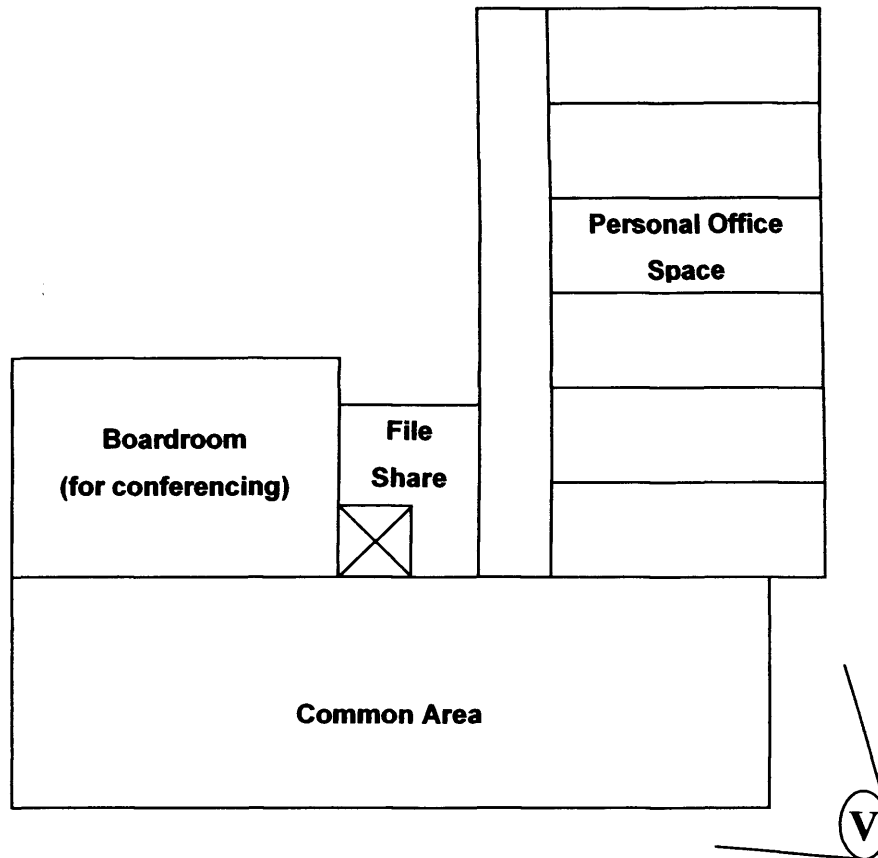 Personal Office
Space
Boardroom
(for conferencing)
File
Share
Common Area
V